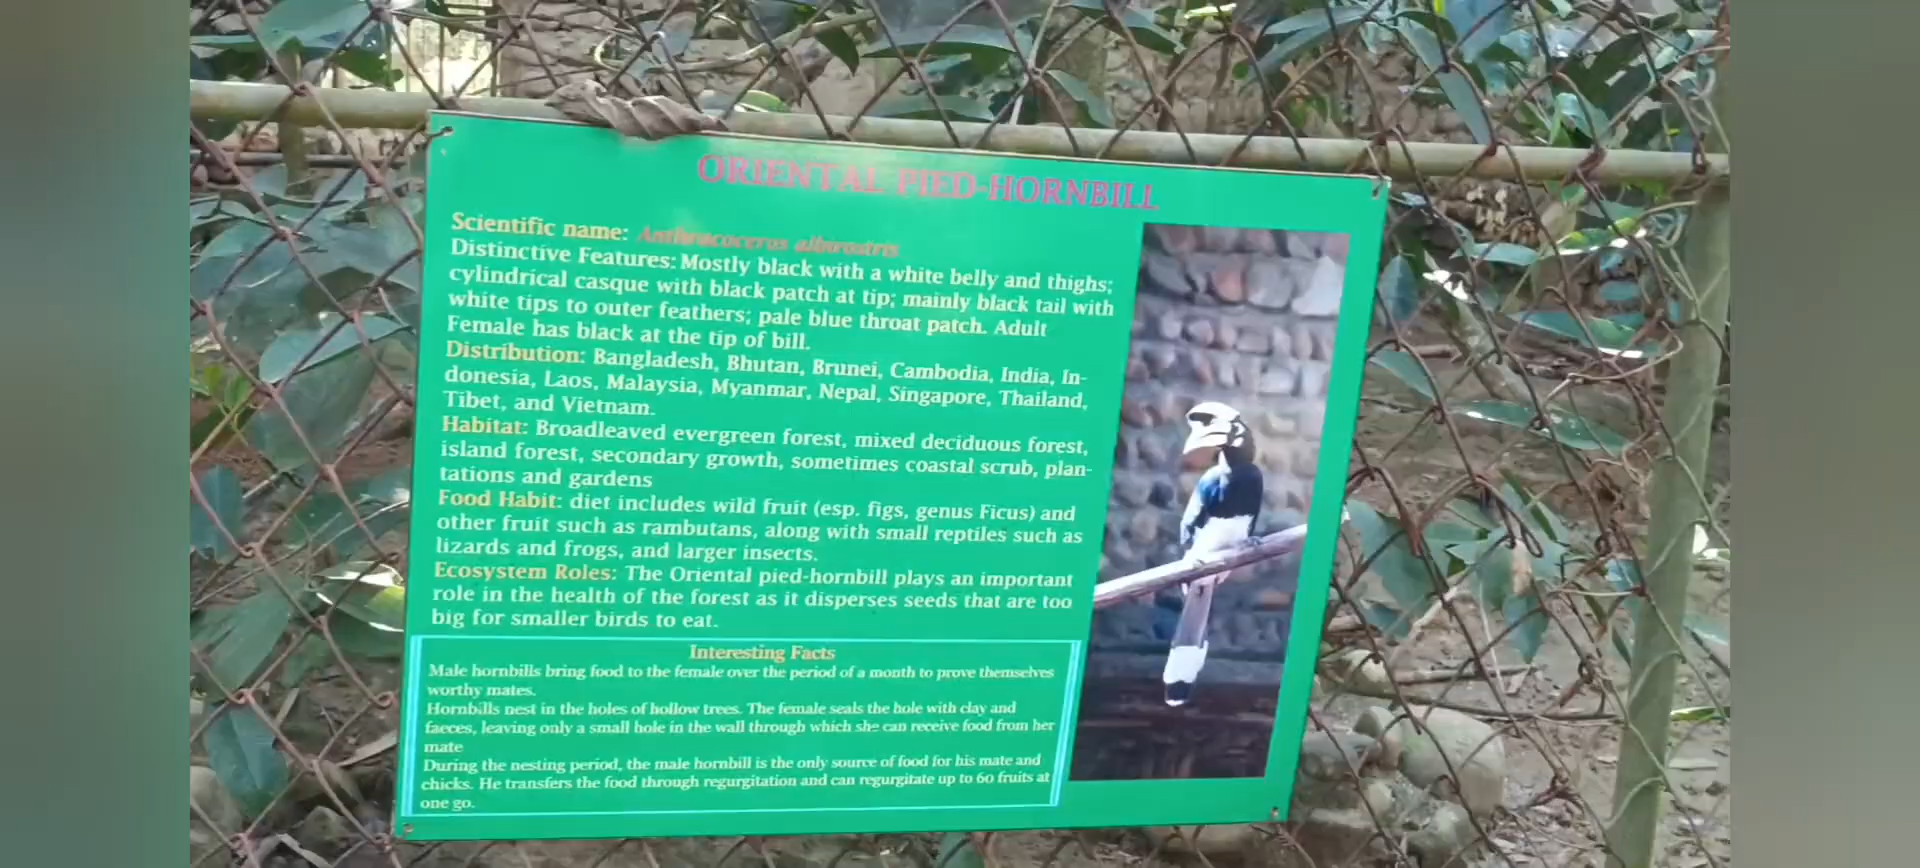 ORIENTAL PIED-HORNBILL
Scientific name: Anthracoceros albirostris
Distinctive Features: Mostly black with a white belly and thighs;
cylindrical casque with black patch at tip; mainly black tail with
white tips to outer feathers; pale blue throat patch. Adult
Female has black at the tip of bill.
Distribution: Bangladesh, Bhutan, Brunei, Cambodia, India, In-
donesia, Laos, Malaysia, Myanmar, Nepal, Singapore, Thailand,
Tibet, and Vietnam.
Habitat: Broadleaved evergreen forest, mixed deciduous forest,
island forest, secondary growth, sometimes coastal scrub, plan-
tations and gardens
Food Habit: diet includes wild fruit (esp. figs, genus Ficus) and
other fruit such as rambutans, along with small reptiles such as
lizards and frogs, and larger insects.
Ecosystem Roles: The Oriental pied-hornbill plays an important
role in the health of the forest as it disperses seeds that are too
big for smaller birds to eat.
Interesting Facts
Male hornbills bring food to the female over the period of a month to prove themselves
worthy mates.
Hornbills nest in the holes of hollow trees. The female seals the hole with clay and
faeces, leaving only a small hole in the wall through which she can receive food from her
mate
During the nesting period, the male hornbill is the only source of food for his mate and
chicks. He transfers the food through regurgitation and can regurgitate up to 60 fruits at
one go.